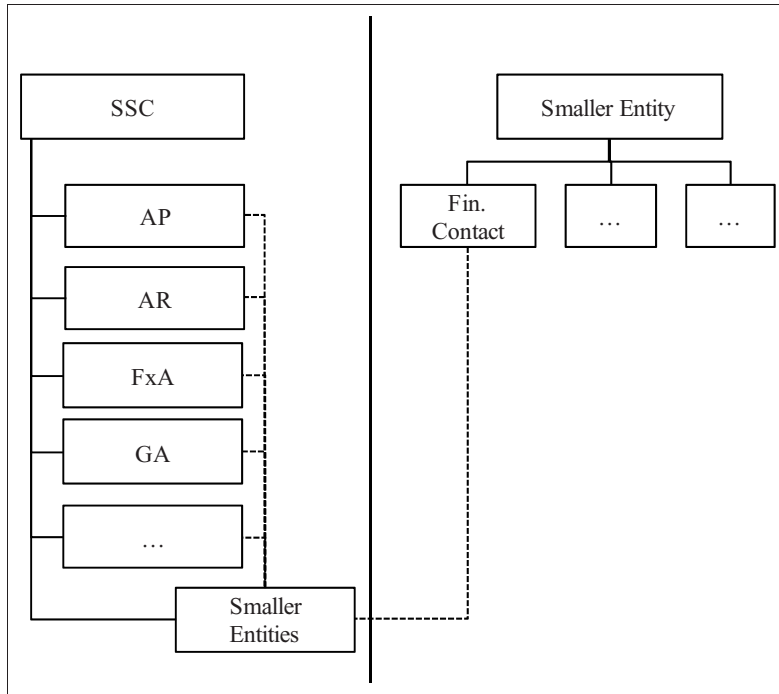 SSC
AP
AR
FxA
GA
…
Smaller
Entities
Smaller Entity
Fin.
Contact
…
…